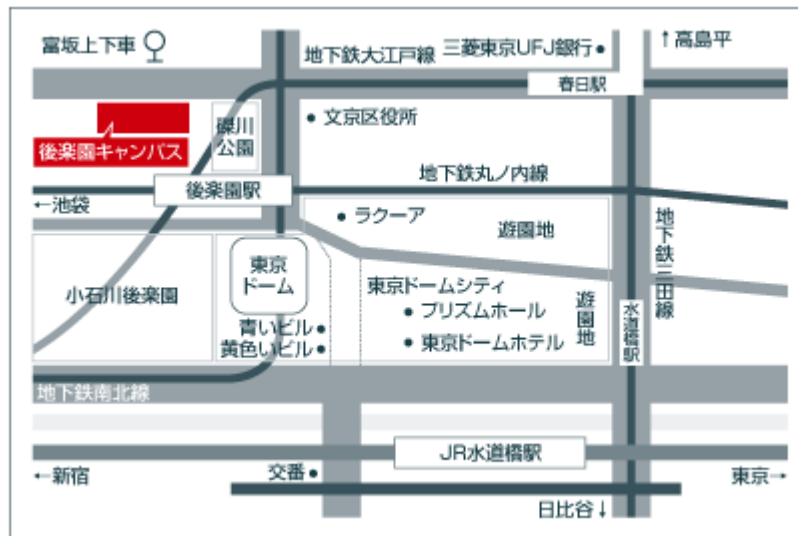 富坂上下車
地下鉄大江戸線
三菱東京UFJ銀行
↑高島平
春日駅
後楽園キャンパス
礫川
公園
文京区役所
後楽園駅
地下鉄丸ノ内線
←池袋
ラクーア
遊園地
地下鉄三田線
小石川後楽園
東京
ドーム
東京ドームシティ
プリズムホール
東京ドームホテル
遊園地
水道橋駅
青いビル
黄色いビル
地下鉄南北線
JR水道橋駅
←新宿
交番
東京→
日比谷↓